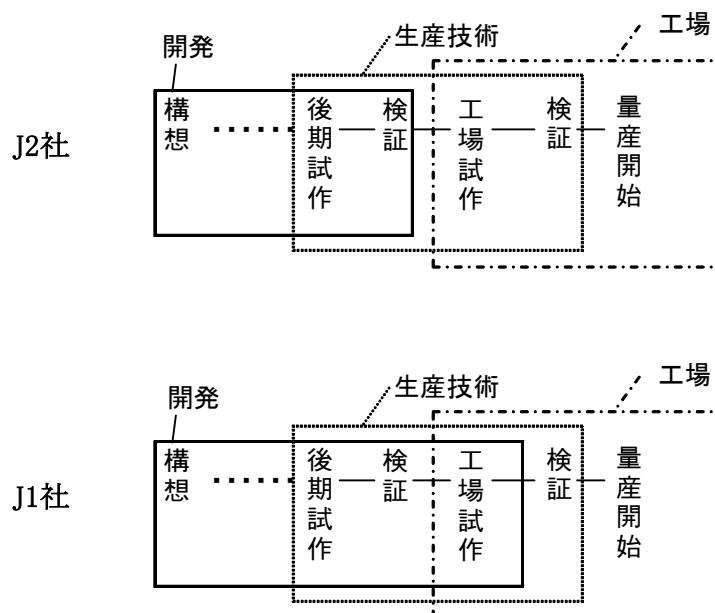 工場
生産技術
開発
J2社
構想
後期試作
検証
工場試作
検証
量産開始
工場
生産技術
開発
J1社
構想
後期試作
検証
工場試作
検証
量産開始